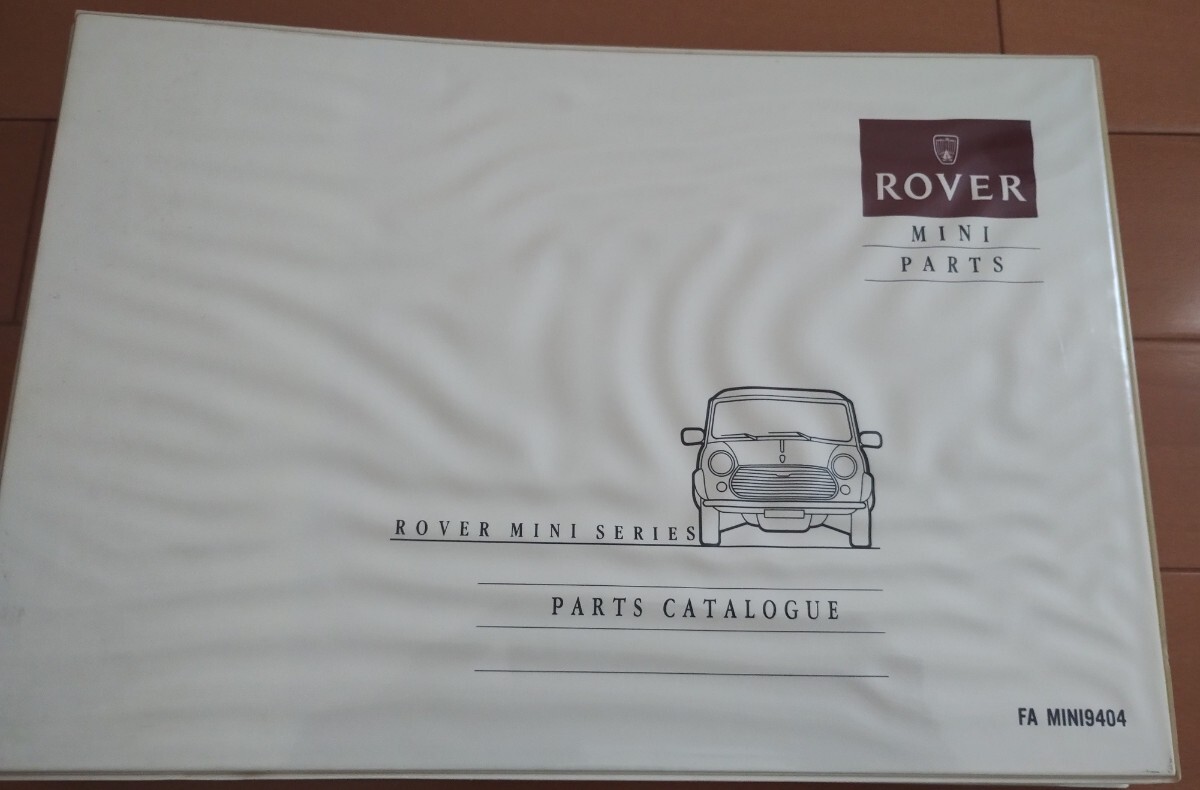 ROVER
MINI
PARTS
ROVER MINI SERIES
PARTS CATALOGUE
FA MINI9404